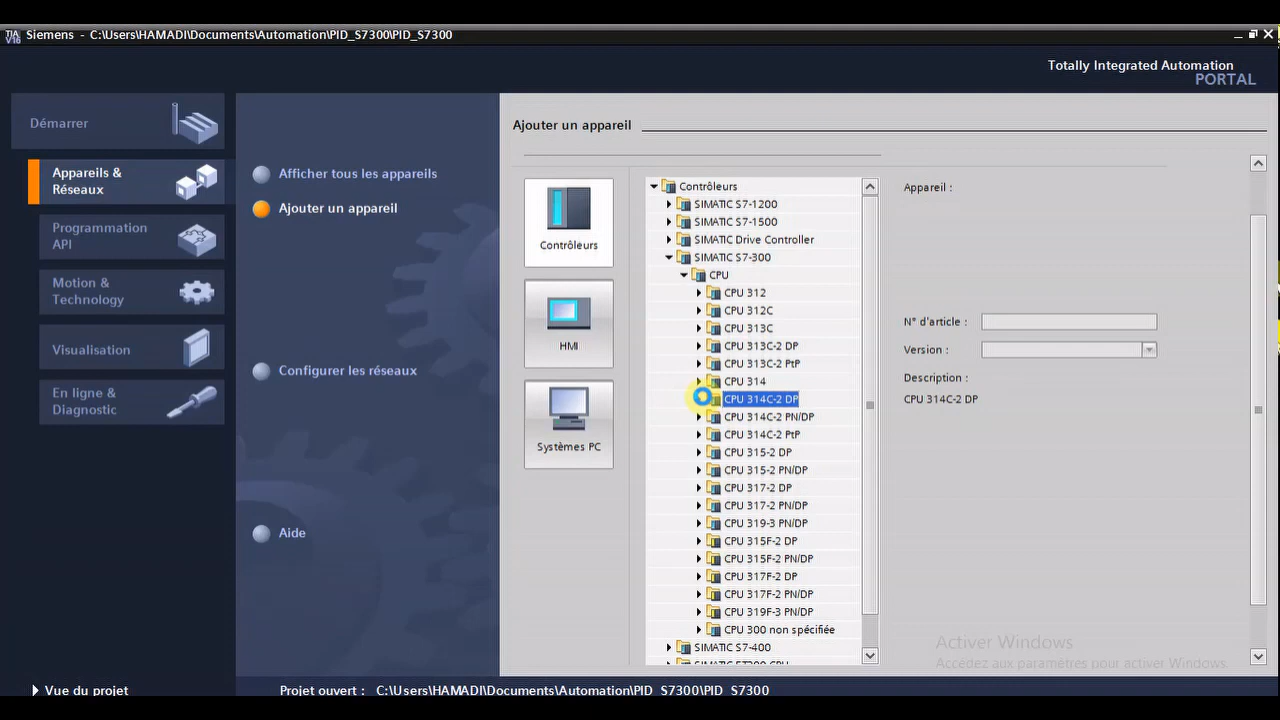 TIA V16
Siemens - C:\Users\HAMADI\Documents\Automation\PID_S7300\PID_S7300
Totally Integrated Automation
PORTAL
Démarrer
Appareils &
Réseaux
Programmation
API
Motion &
Technology
Visualisation
En ligne &
Diagnostic
Vue du projet
Afficher tous les appareils
Ajouter un appareil
Configurer les réseaux
Aide
Ajouter un appareil
Contrôleurs
HMI
Systèmes PC
Contrôleurs
SIMATIC S7-1200
SIMATIC S7-1500
SIMATIC Drive Controller
SIMATIC S7-300
CPU
CPU 312
CPU 312C
CPU 313C
CPU 313C-2 DP
CPU 313C-2 PtP
CPU 314
CPU 314C-2 DP
CPU 314C-2 PN/DP
CPU 314C-2 PtP
CPU 315-2 DP
CPU 315-2 PN/DP
CPU 317-2 DP
CPU 317-2 PN/DP
CPU 319-3 PN/DP
CPU 315F-2 DP
CPU 315F-2 PN/DP
CPU 317F-2 DP
CPU 317F-2 PN/DP
CPU 319F-3 PN/DP
CPU 300 non spécifiée
SIMATIC S7-400
Appareil :
N° d'article :
Version :
Description :
CPU 314C-2 DP
Activer Windows
Accédez aux paramètres pour activer Windows.
Projet ouvert : C:\Users\HAMADI\Documents\Automation\PID_S7300\PID_S7300